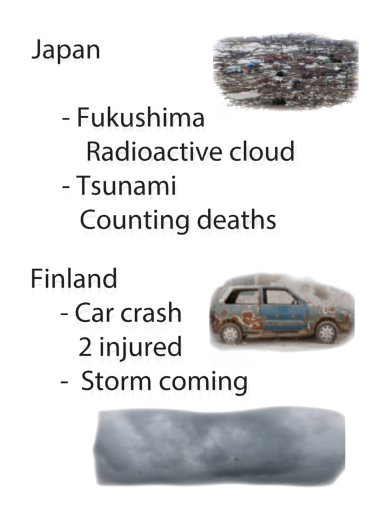 Japan
- Fukushima
Radioactive cloud
- Tsunami
Counting deaths
Finland
- Car crash
2 injured
- Storm coming